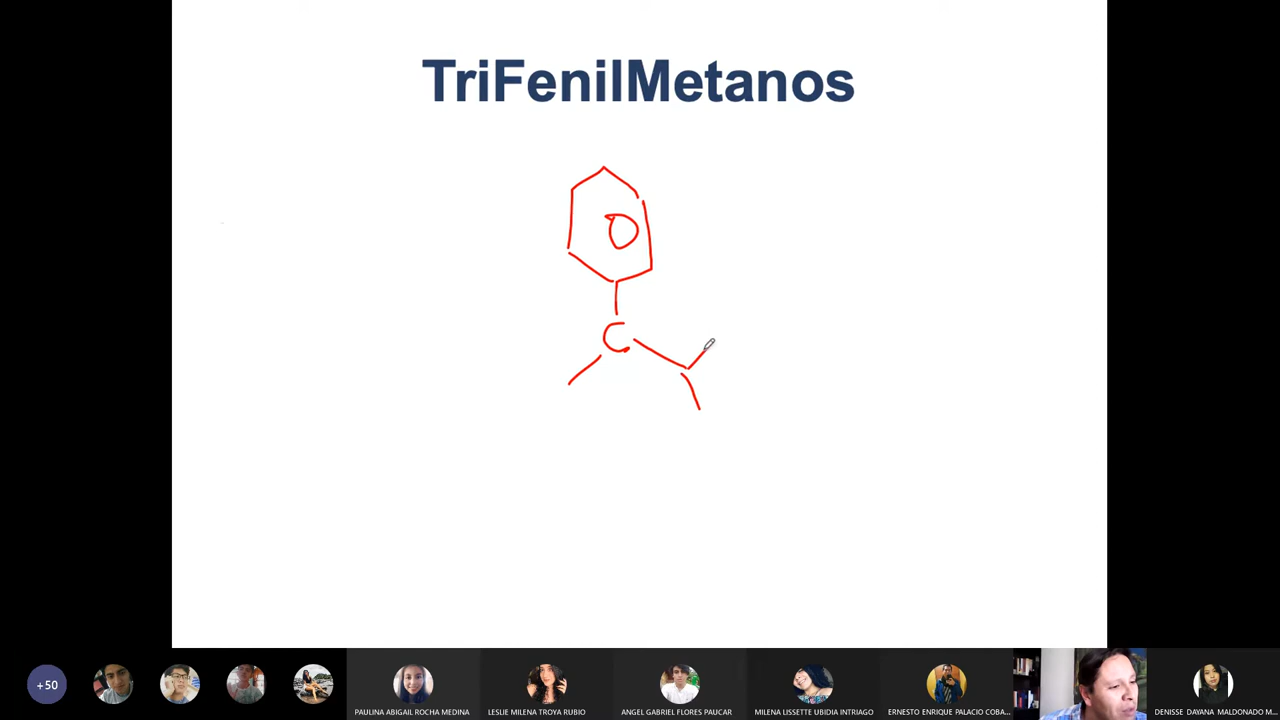 TriFenilMetanos
C
+50
PAULINA ABIGAIL ROCHA MEDINA
LESLIE MILENA TROYA RUBIO
ANGEL GABRIEL FLORES PAUCAR
MILENA LISSETTE UBIDIA INTRIAGO
ERNESTO ENRIQUE PALACIO COBA...
DENISSE DAYANA MALDONADO M...